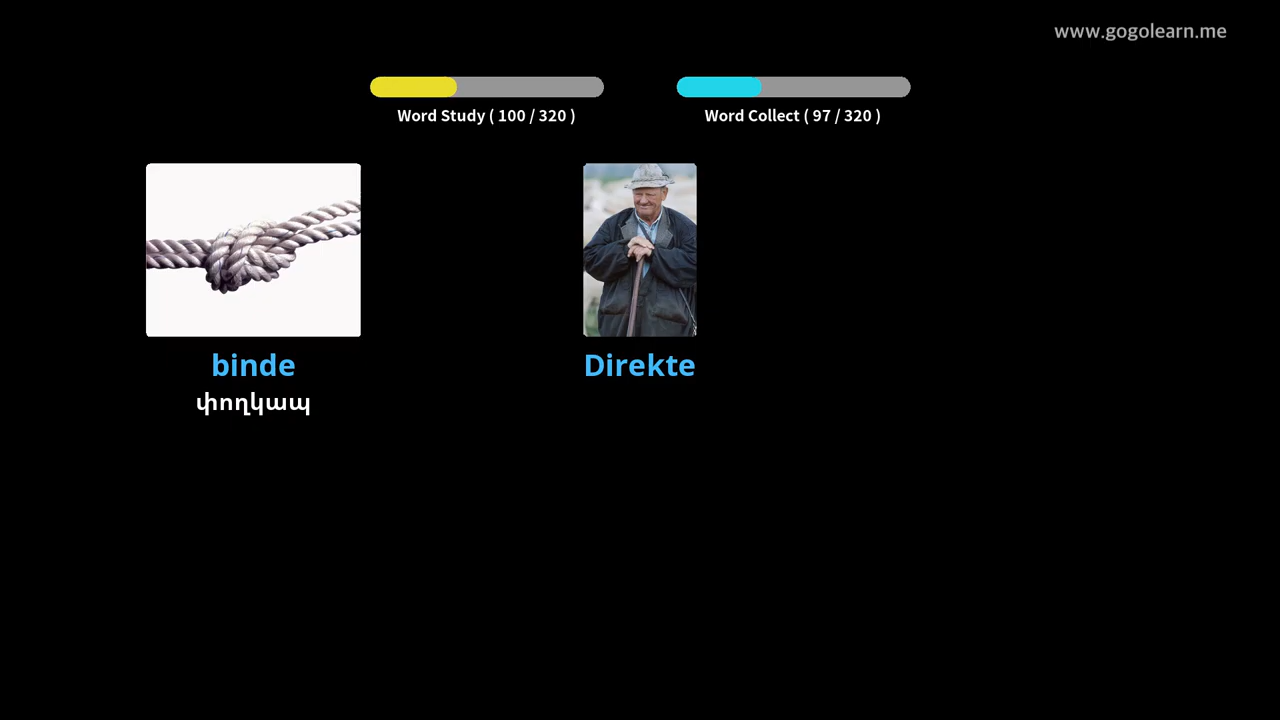 www.gogolearn.me
Word Study ( 100 / 320 )
Word Collect ( 97 / 320 )
binde
փողկապ
Direkte